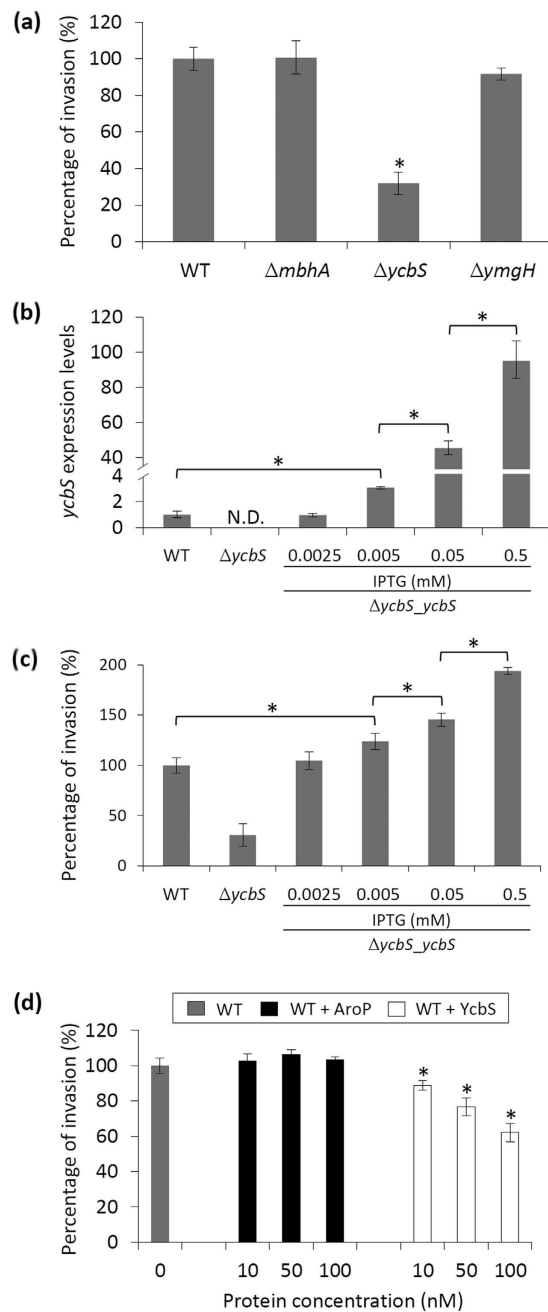 (a)
Percentage of invasion (%)
120
100
80
60
40
20
0
*
WT
ΔmbhA
ΔycbS
ΔymgH
(b)
ycbS expression levels
120
100
80
60
40
4
2
0
*
*
*
N.D.
WT
ΔycbS
0.0025 0.005 0.05 0.5
IPTG (mM)
ΔycbS_ycbS
(c)
Percentage of invasion (%)
200
150
100
50
0
*
*
*
WT
ΔycbS
0.0025 0.005 0.05 0.5
IPTG (mM)
ΔycbS_ycbS
(d)
WT WT + AroP WT + YcbS
Percentage of invasion (%)
120
100
80
60
40
20
0
*
*
*
0 10 50 100 10 50 100
Protein concentration (nM)